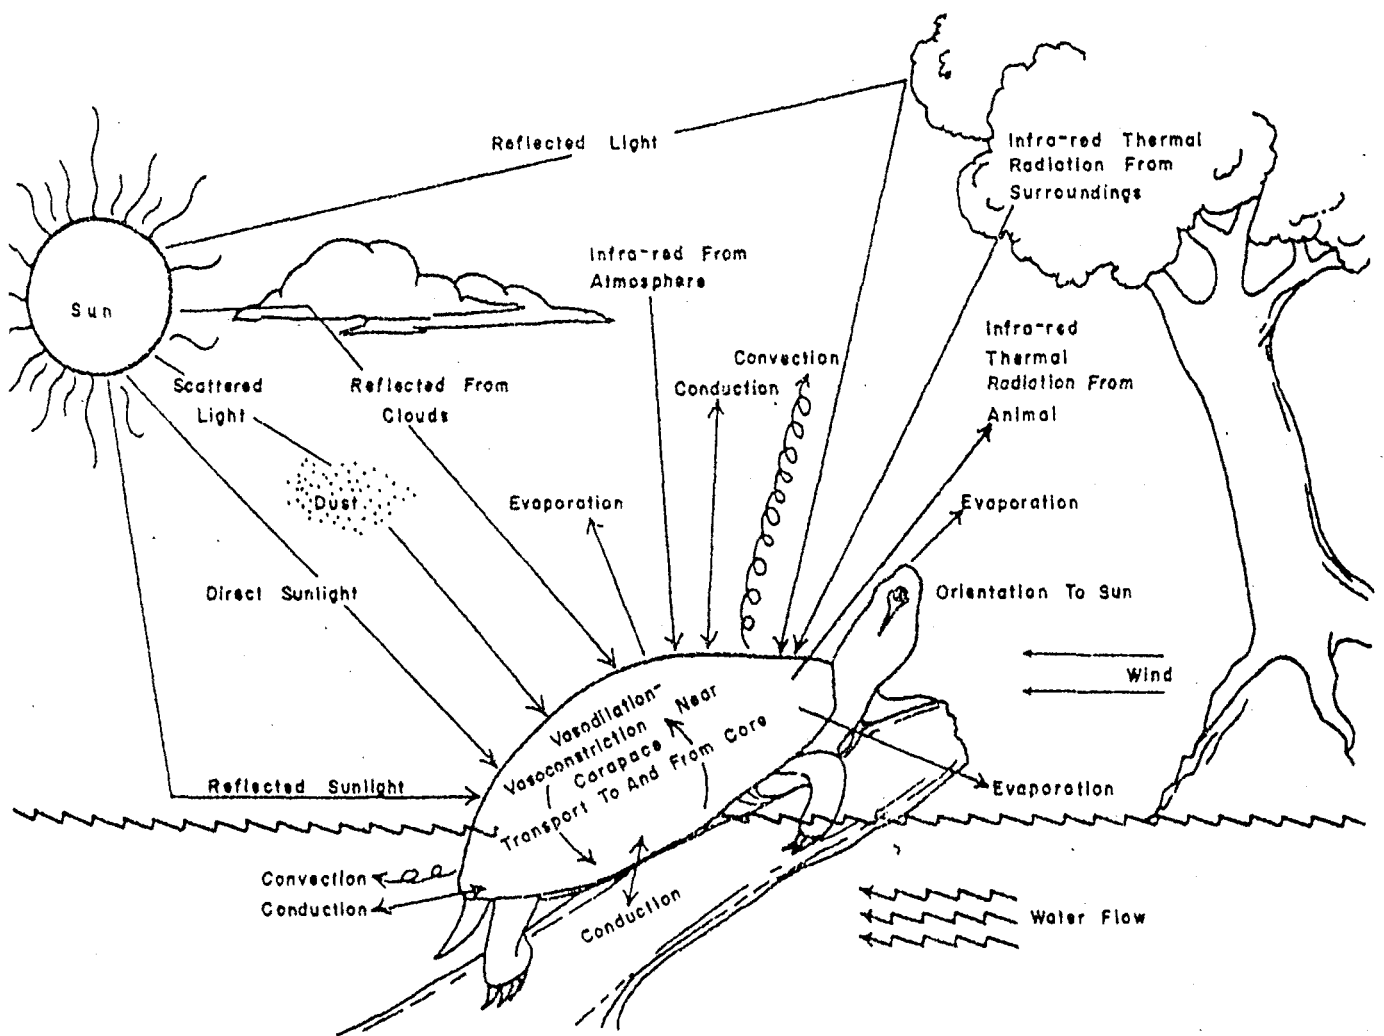 Reflected Light
Infra-red Thermal
Radiation From
Surroundings
Infra-red From
Atmosphere
Sun
Infra-red
Thermal
Radiation From
Animal
Convection
Conduction
Scattered
Light
Reflected From
Clouds
Dust
Evaporation
Evaporation
Direct Sunlight
Orientation To Sun
Wind
Vasodilation-
Vasoconstriction Near
Carapace
Transport To And From Core
Reflected Sunlight
Evaporation
Convection
Conduction
Conduction
Water Flow